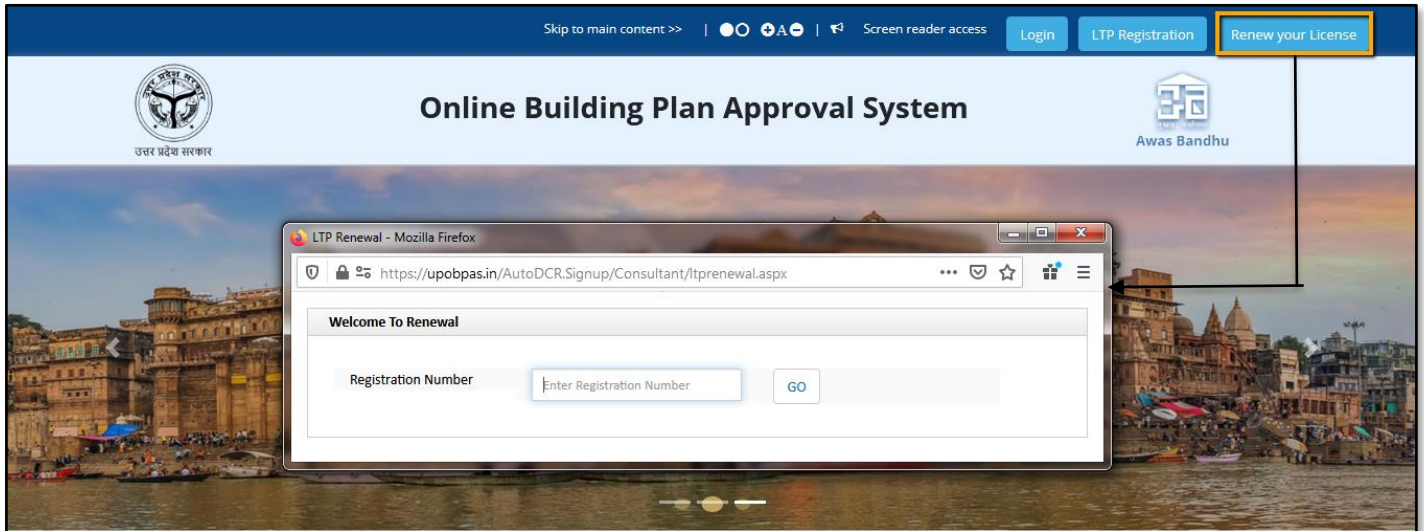 Skip to main content >> | A | Screen reader access Login LTP Registration Renew your License
Online Building Plan Approval System
उत्तर प्रदेश सरकार
Awas Bandhu
LTP Renewal - Mozilla Firefox
https://upobpas.in/AutoDCR.Signup/Consultant/ltprenewal.aspx
Welcome To Renewal
Registration Number Enter Registration Number GO